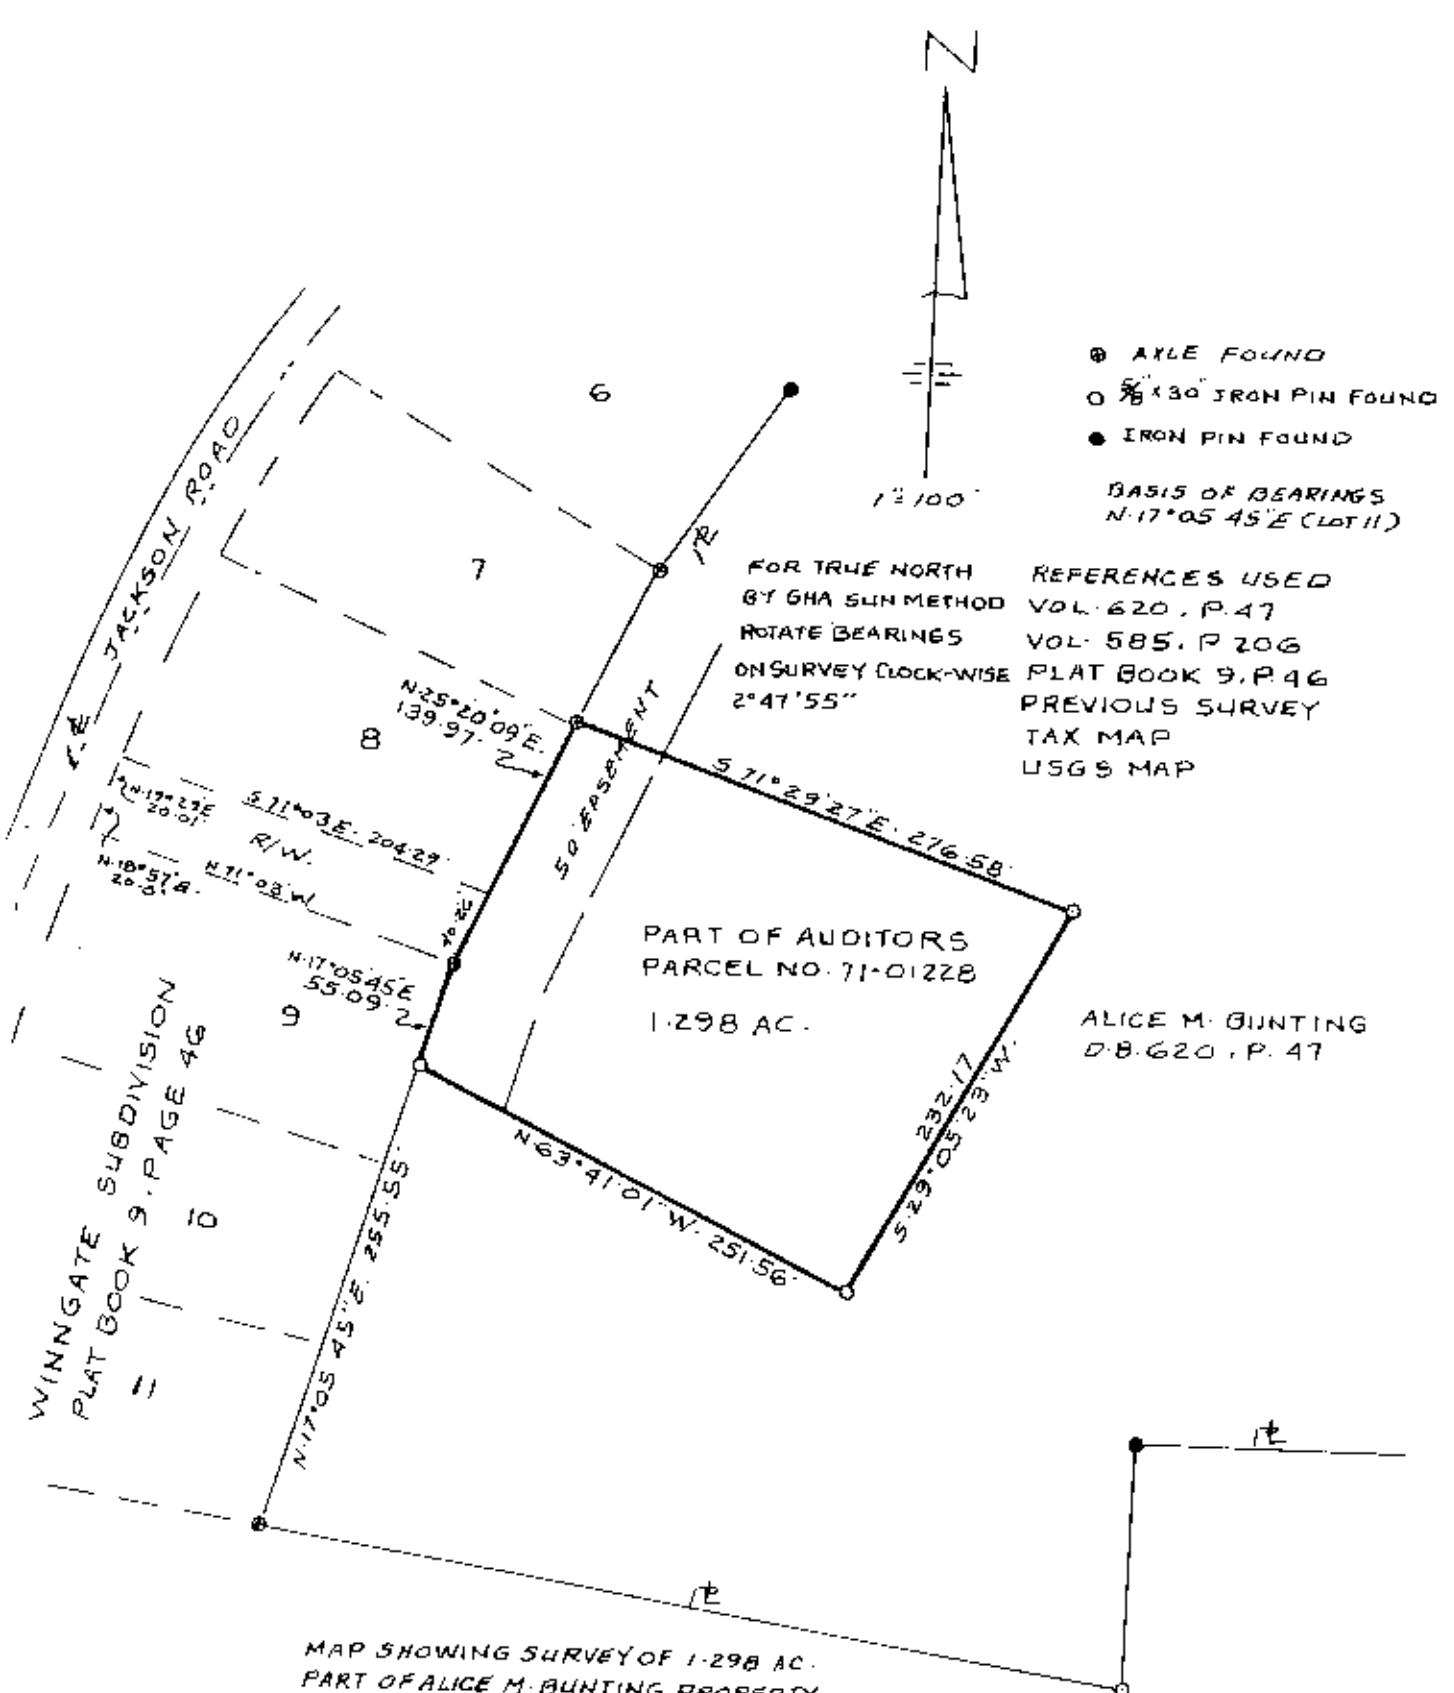 N
⊕ AXLE FOUND
○ 5/8"×30" IRON PIN FOUND
● IRON PIN FOUND
1"=100'
BASIS OF BEARINGS
N·17°05'45"E (LOT 11)
FOR TRUE NORTH
BY GHA SUN METHOD
ROTATE BEARINGS
ON SURVEY CLOCK-WISE
2°47'55"
REFERENCES USED
VOL·620, P.47
VOL· 585, P 206
PLAT BOOK 9, P.46
PREVIOUS SURVEY
TAX MAP
USGS MAP
JACKSON ROAD
6
7
8
9
10
11
N·25°20'09"E.
139.97·
50' EASEMENT
S 71°29'27"E· 276.58'
N·19°27'E
20.01'
S.71°03'E· 204.29'
R/W.
N·18°57'E·
N 71°03'W
N·17°05'45"E
55.09·
PART OF AUDITORS
PARCEL NO. 71-01228
1.298 AC.
ALICE M. BUNTING
D.B.620, P. 47
232.17
S·29°05'23"W·
N·63°41'01"W· 251.56'
N·17°05'45"E· 255.55'
WINNGATE SUBDIVISION
PLAT BOOK 9, PAGE 46
MAP SHOWING SURVEY OF 1.298 AC.
PART OF ALICE M. BUNTING PROPERTY